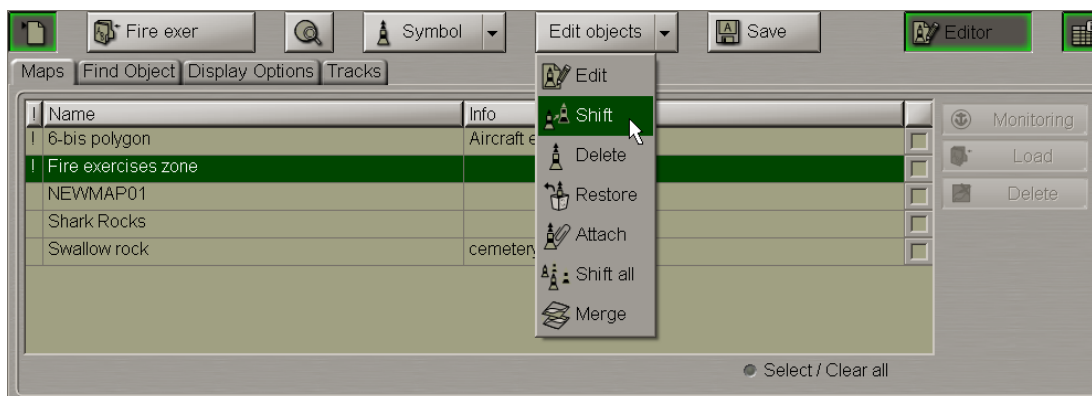 Fire exer
Symbol
Edit objects
Save
Editor
Maps
Find Object
Display Options
Tracks
Edit
Shift
Delete
Restore
Attach
Shift all
Merge
! Name Info
! 6-bis polygon Aircraft e
! Fire exercises zone
NEWMAP01
Shark Rocks
Swallow rock cemetery
Monitoring
Load
Delete
Select / Clear all